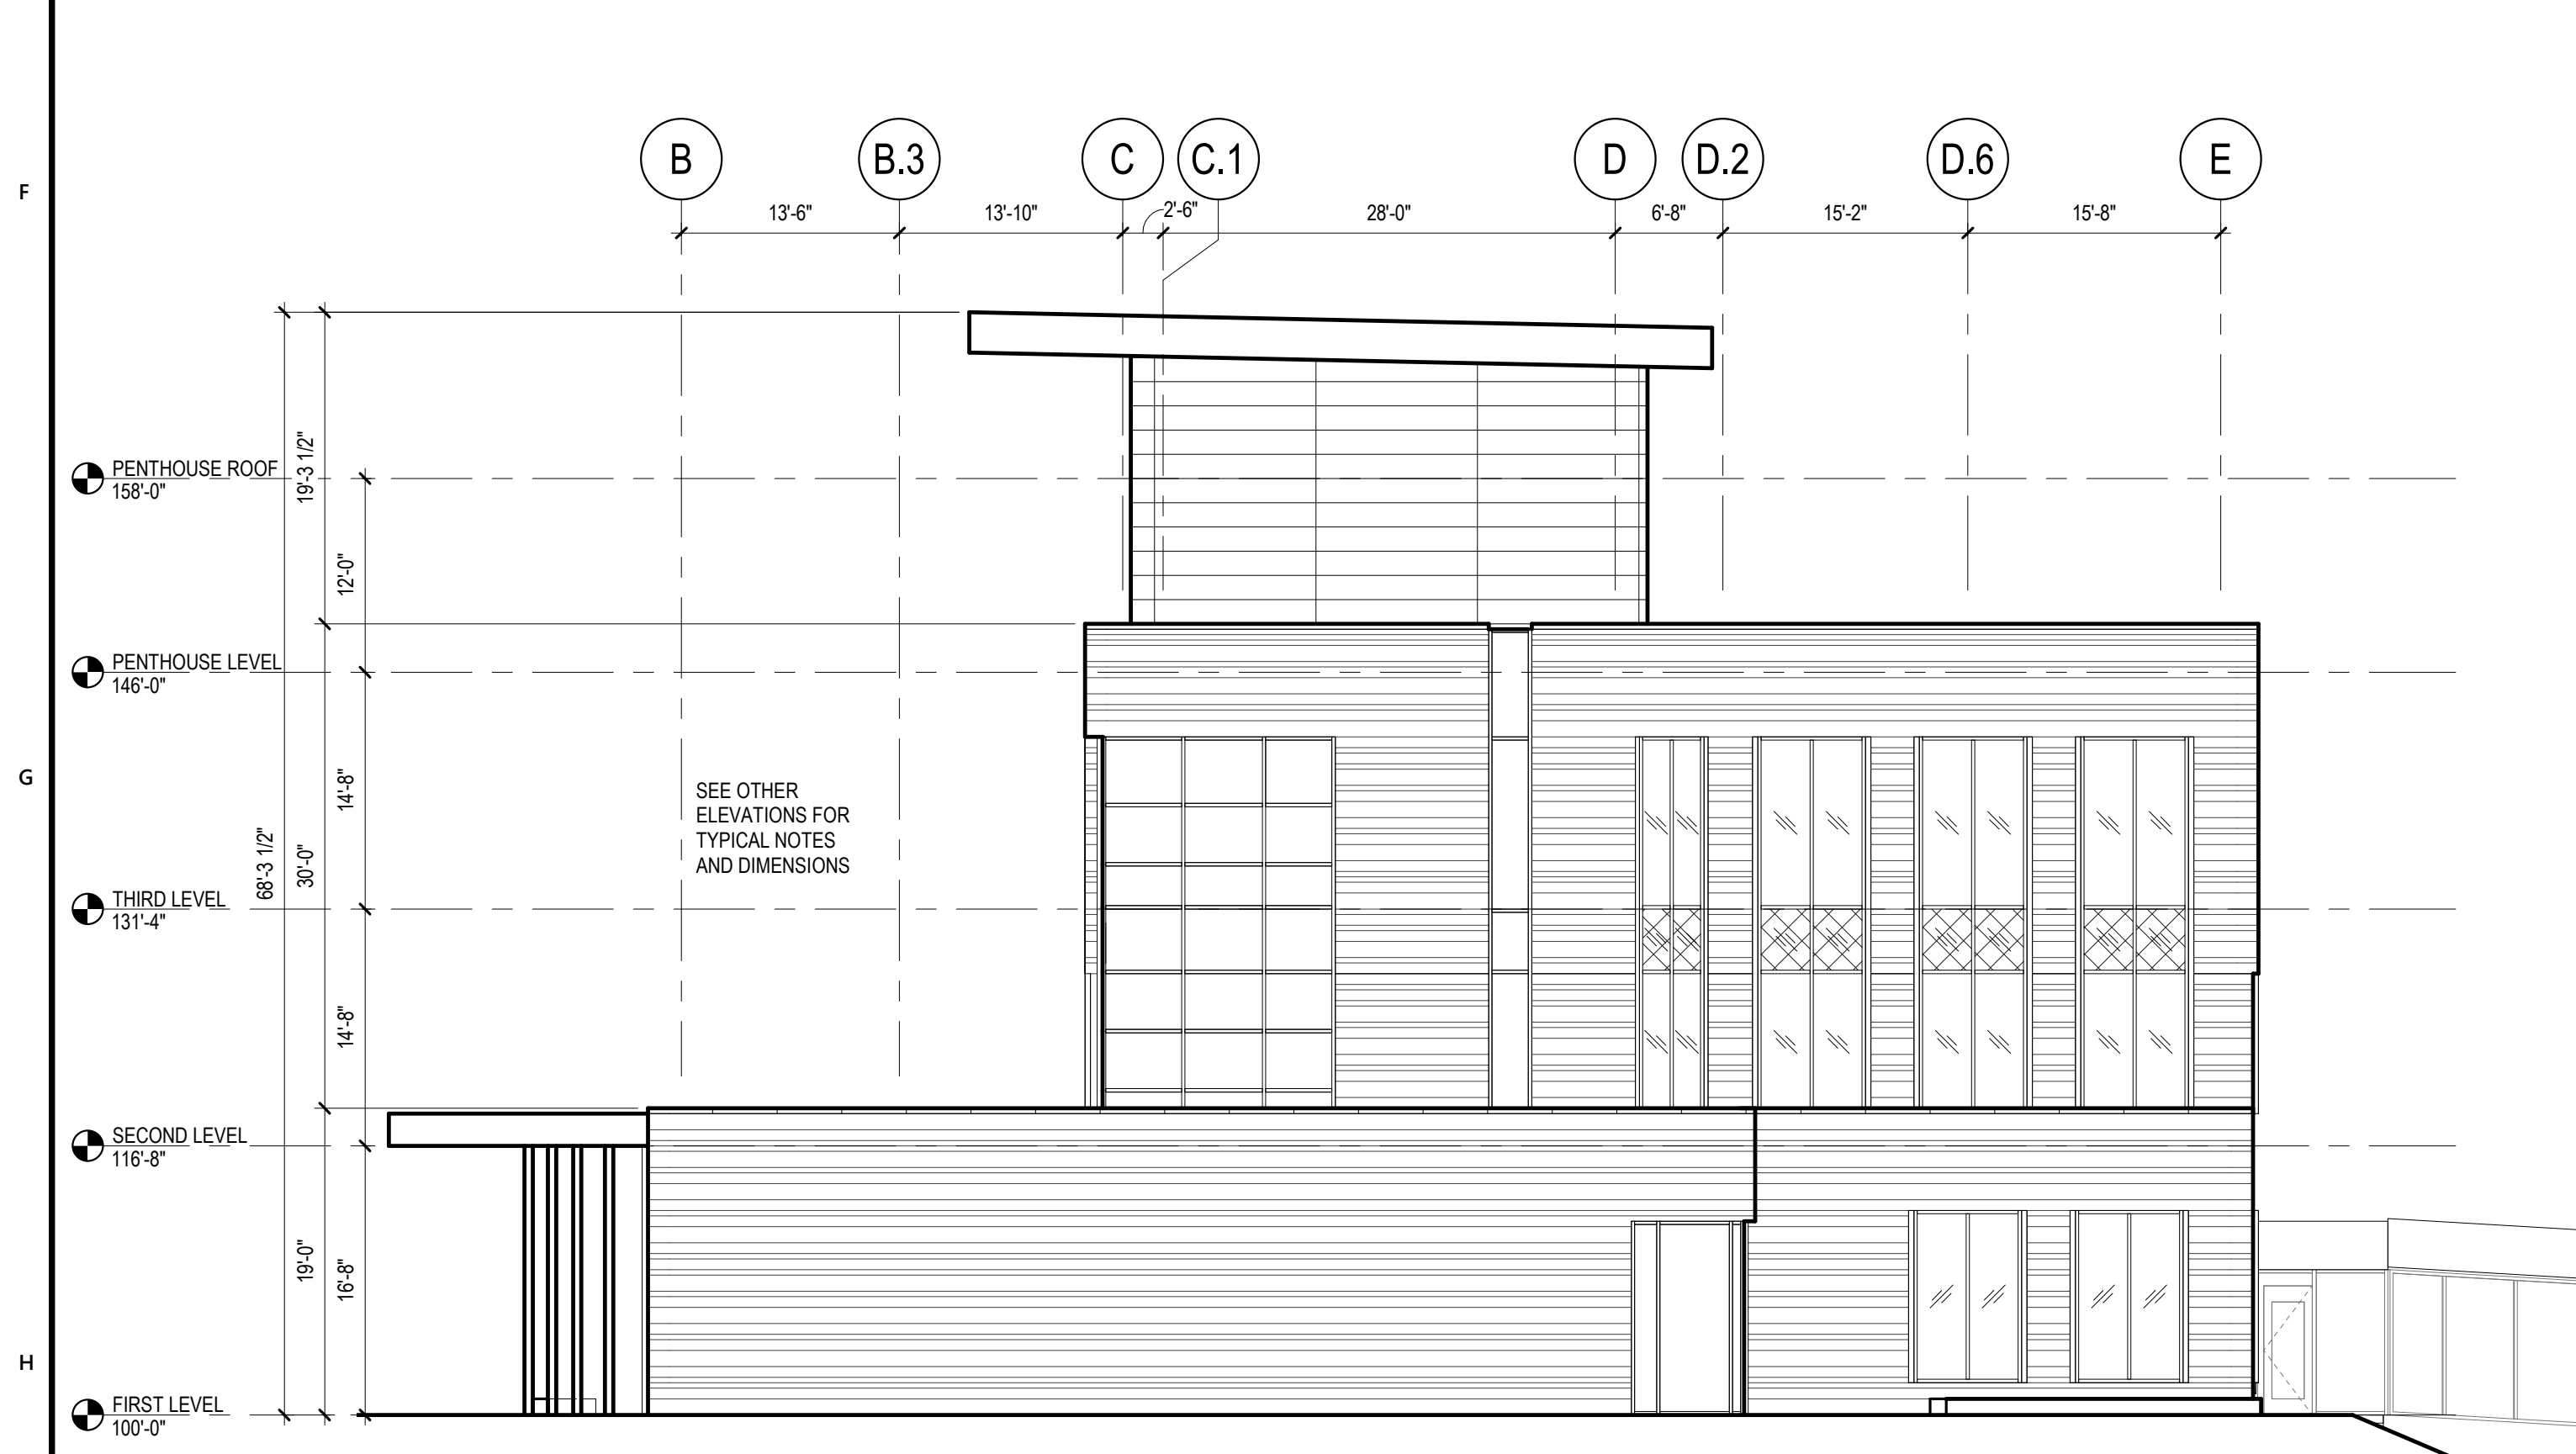 B
B.3
C
C.1
D
D.2
D.6
E
F
13'-6"
13'-10"
2'-6"
28'-0"
6'-8"
15'-2"
15'-8"
PENTHOUSE ROOF
158'-0"
19'-3 1/2"
12'-0"
PENTHOUSE LEVEL
146'-0"
G
14'-8"
SEE OTHER
ELEVATIONS FOR
TYPICAL NOTES
AND DIMENSIONS
68'-3 1/2"
30'-0"
THIRD LEVEL
131'-4"
14'-8"
SECOND LEVEL
116'-8"
19'-0"
16'-8"
H
FIRST LEVEL
100'-0"